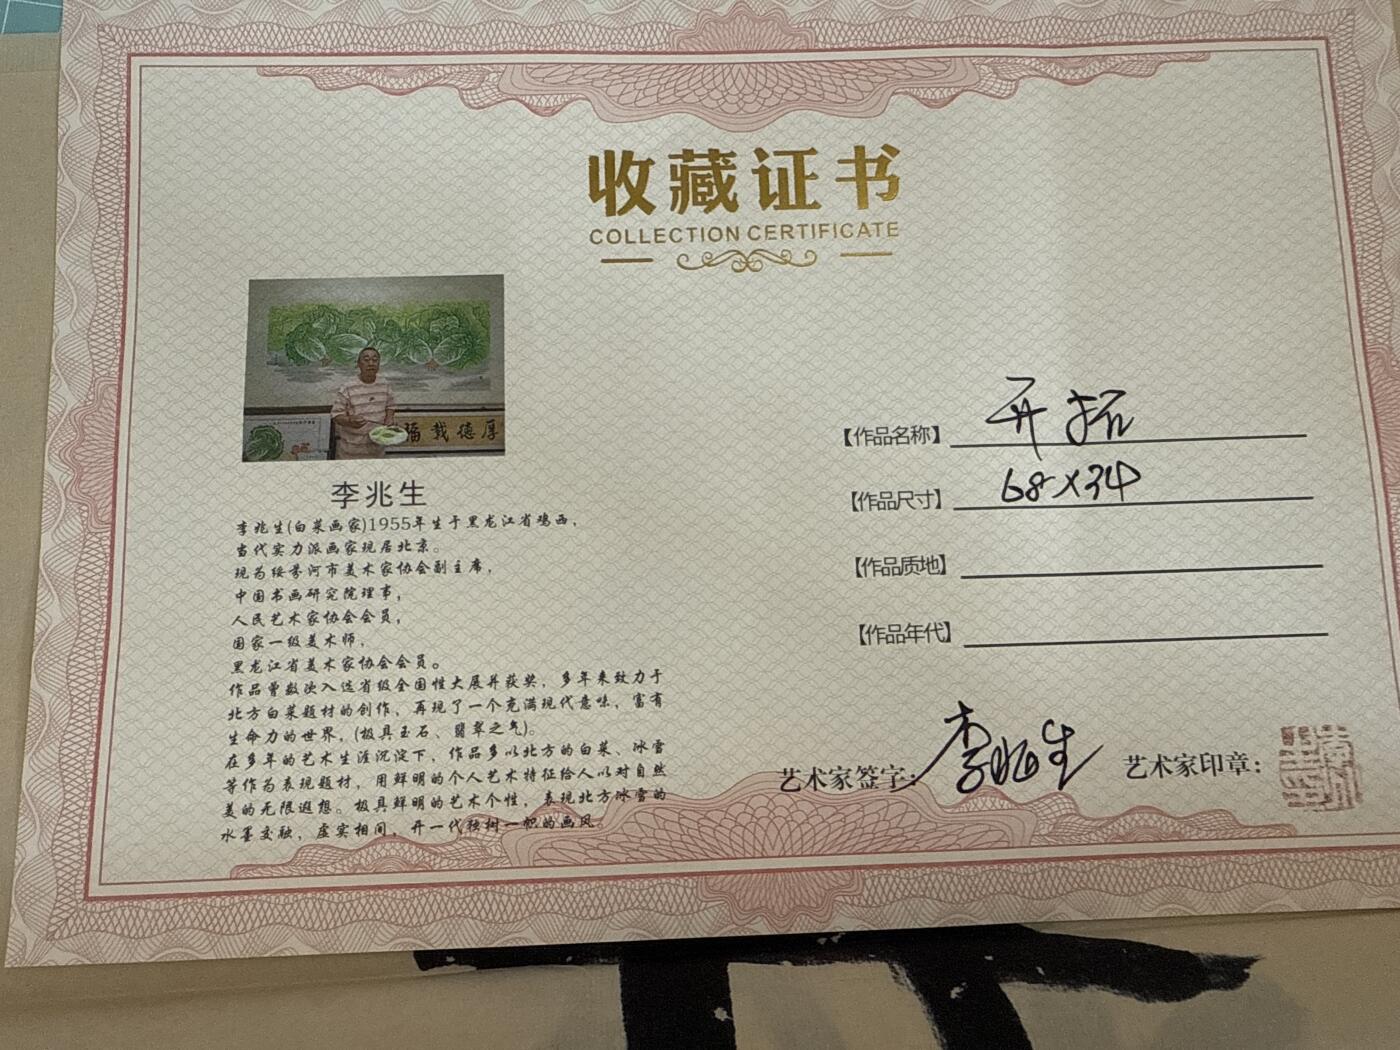 收藏证书
COLLECTION CERTIFICATE
福载德厚
李兆生
李兆生(白菜画家)1955年生于黑龙江省鸡西，
当代实力派画家现居北京。
现为绥芬河市美术家协会副主席，
中国书画研究院理事，
人民艺术家协会会员，
国家一级美术师，
黑龙江省美术家协会会员。
作品曾数次入选省级全国性大展并获奖，多年来致力于
北方白菜题材的创作，再现了一个充满现代意味，富有
生命力的世界，(极具玉石、翡翠之气)。
在多年的艺术生涯沉淀下，作品多以北方的白菜、冰雪
等作为表现题材，用鲜明的个人艺术特征给人以对自然
美的无限遐想。极具鲜明的艺术个性，表现北方冰雪的
水墨交融，虚实相间，开一代独树一帜的画风
【作品名称】开拓
【作品尺寸】68×34
【作品质地】
【作品年代】
艺术家签字：李兆生
艺术家印章：